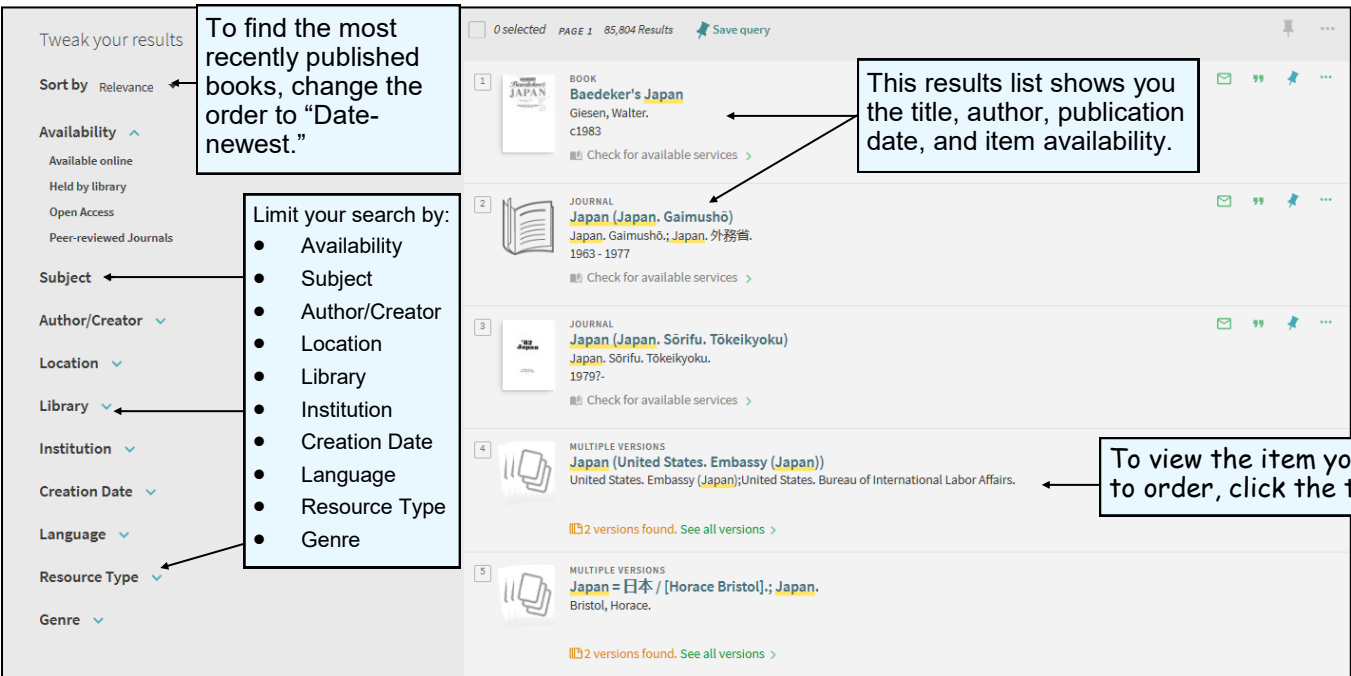 Tweak your results
Sort by Relevance
Availability
Available online
Held by library
Open Access
Peer-reviewed Journals
Subject
Author/Creator
Location
Library
Institution
Creation Date
Language
Resource Type
Genre
To find the most
recently published
books, change the
order to “Date-
newest.”
Limit your search by:
● Availability
● Subject
● Author/Creator
● Location
● Library
● Institution
● Creation Date
● Language
● Resource Type
● Genre
0 selected PAGE 1 85,804 Results Save query
1
JAPAN
BOOK
Baedeker's Japan
Giesen, Walter.
c1983
Check for available services
This results list shows you
the title, author, publication
date, and item availability.
2
JOURNAL
Japan (Japan. Gaimushō)
Japan. Gaimushō.; Japan. 外務省.
1963 - 1977
Check for available services
3
'82
Japan
JOURNAL
Japan (Japan. Sōrifu. Tōkeikyoku)
Japan. Sōrifu. Tōkeikyoku.
1979?-
Check for available services
4
MULTIPLE VERSIONS
Japan (United States. Embassy (Japan))
United States. Embassy (Japan);United States. Bureau of International Labor Affairs.
2 versions found. See all versions
To view the item yo
to order, click the t
5
MULTIPLE VERSIONS
Japan = 日本 / [Horace Bristol].; Japan.
Bristol, Horace.
2 versions found. See all versions